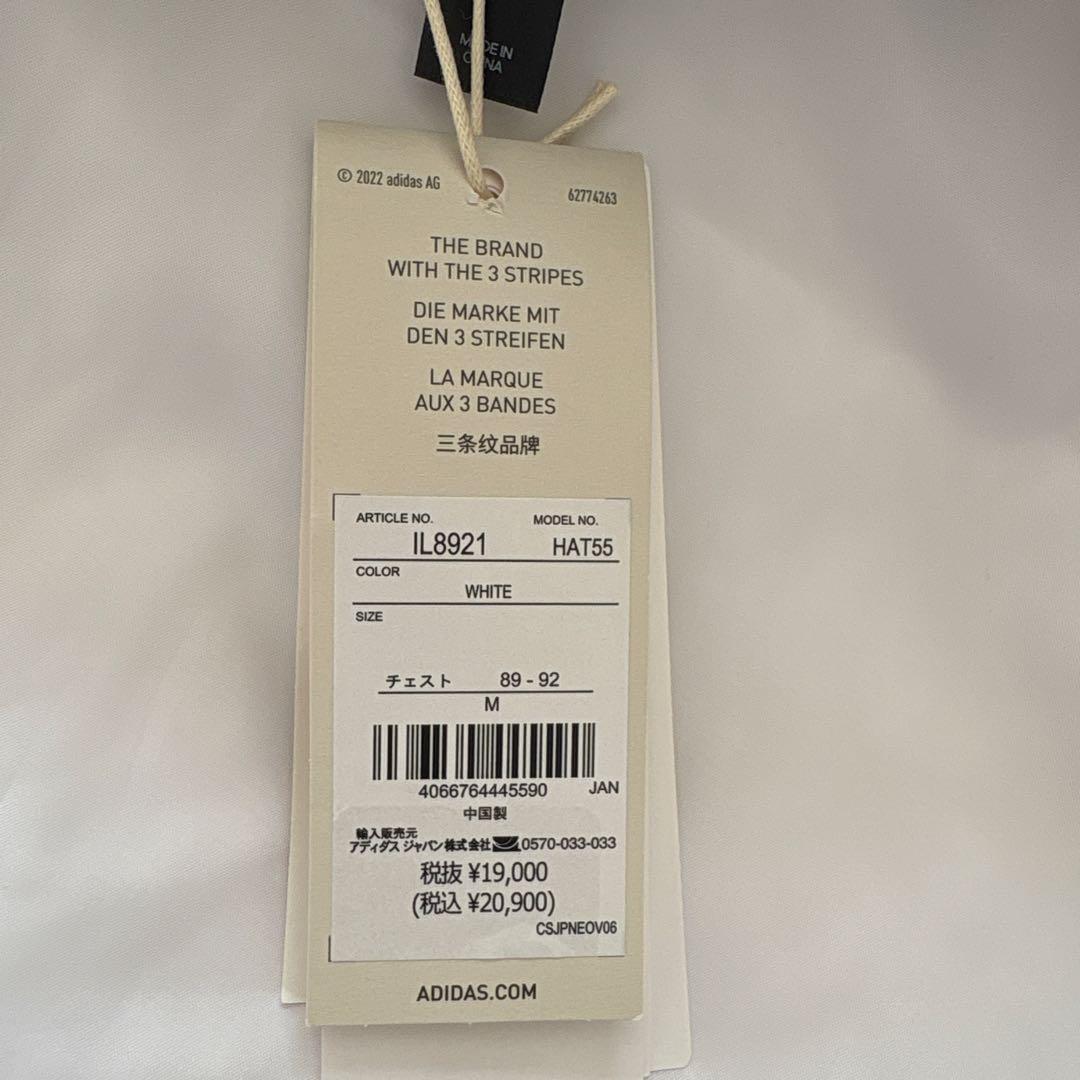 MADE IN
CHINA
© 2022 adidas AG
62774263
THE BRAND
WITH THE 3 STRIPES
DIE MARKE MIT
DEN 3 STREIFEN
LA MARQUE
AUX 3 BANDES
三条纹品牌
ARTICLE NO. MODEL NO.
IL8921 HAT55
COLOR
WHITE
SIZE
チェスト 89 - 92
M
4066764445590 JAN
中国製
輸入販売元
アディダス ジャパン株式会社 0570-033-033
税抜 ¥19,000
(税込 ¥20,900)
CSJPNEOV06
ADIDAS.COM